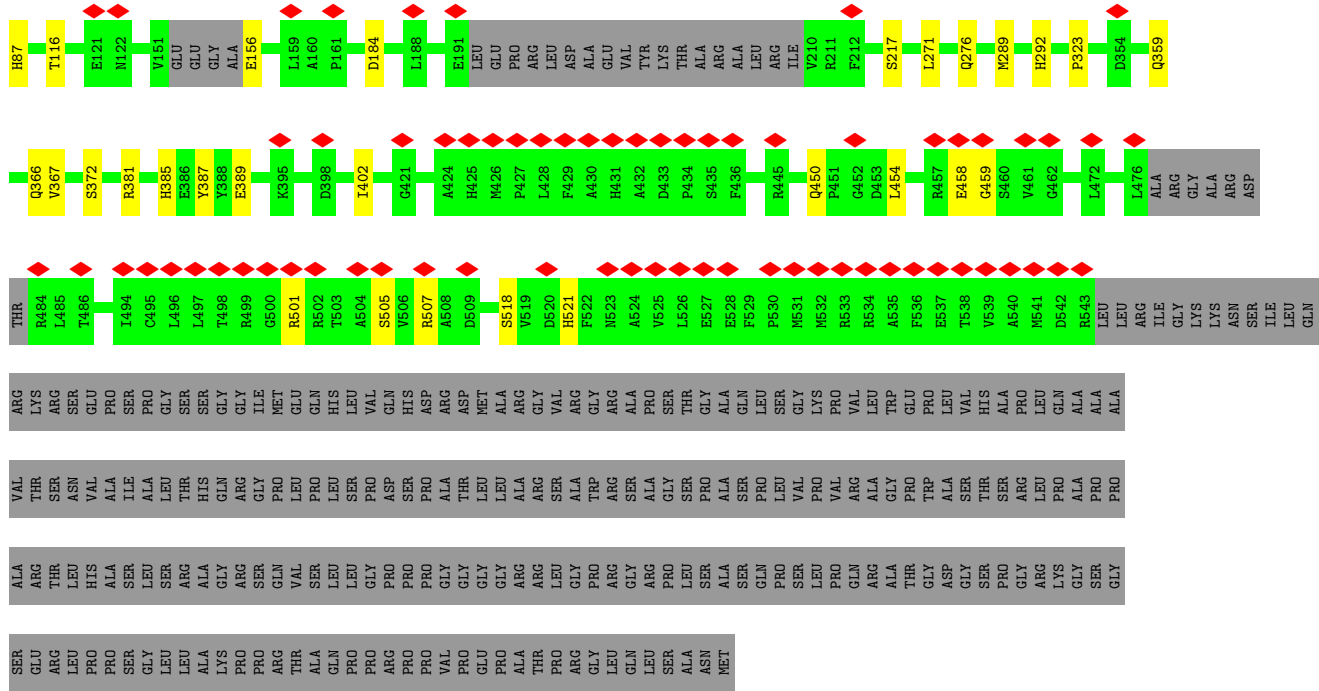 H87 T116 E121 N122 V151 GLU GLU GLY ALA E156 L159 A160 P161 D184 L188 E191 LEU GLU PRO ARG LEU ASP ALA GLU VAL TYR LYS THR ALA ARG ALA LEU ARG ILE V210 R211 F212 S217 L271 Q276 M289 H292 P323 D354 Q359
Q366 V367 S372 R381 H385 E386 Y387 Y388 E389 K395 D398 I402 G421 A424 H425 M426 P427 L428 F429 A430 H431 A432 D433 P434 S435 F436 R445 Q450 P451 G452 D453 L454 R457 E458 G459 S460 V461 G462 L472 L476 ALA ARG GLY ALA ARG ASP
THR R484 L485 T486 I494 C495 L496 L497 T498 R499 G500 R501 R502 T503 A504 S505 V506 R507 A508 D509 S518 V519 D520 H521 F522 N523 A524 V525 L526 E527 E528 F529 P530 M531 M532 R533 R534 A535 F536 E537 T538 V539 A540 M541 D542 R543 LEU LEU ARG ILE GLY LYS LYS ASN SER ILE LEU GLN
ARG LYS ARG SER GLU PRO SER PRO GLY SER SER GLY GLY ILE MET GLU GLN HIS LEU VAL GLN HIS ASP ARG ASP MET ALA ARG GLY VAL ARG GLY ARG ALA PRO SER THR GLY ALA GLN LEU SER GLY LYS PRO VAL LEU TRP GLU PRO LEU VAL HIS ALA PRO LEU GLN ALA ALA ALA
VAL THR SER ASN VAL ALA ILE ALA LEU THR HIS GLN ARG GLY PRO LEU PRO LEU SER PRO ASP SER PRO ALA THR LEU LEU ALA ARG SER ALA TRP ARG SER ALA GLY SER PRO ALA SER PRO LEU VAL PRO VAL ARG ALA GLY PRO TRP ALA SER THR SER ARG LEU PRO ALA PRO PRO
ALA ARG THR LEU HIS ALA SER LEU SER ARG ALA GLY ARG SER GLN VAL SER LEU LEU GLY PRO PRO PRO GLY GLY GLY GLY ARG ARG LEU GLY PRO ARG GLY ARG PRO LEU SER ALA SER GLN PRO SER LEU PRO GLN ARG ALA THR GLY ASP GLY SER PRO GLY ARG LYS GLY SER GLY
SER GLU ARG LEU PRO PRO SER GLY LEU LEU ALA LYS PRO PRO ARG THR ALA GLN PRO PRO ARG PRO PRO VAL PRO GLU PRO ALA THR PRO ARG GLY LEU GLN LEU SER ALA ASN MET